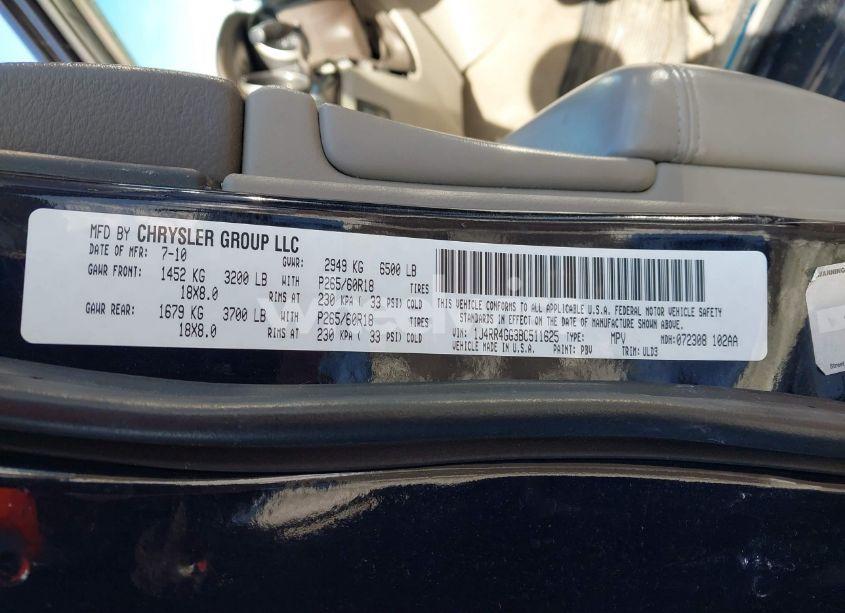 MFD BY CHRYSLER GROUP LLC
DATE OF MFR: 7-10 GVWR: 2949 KG 6500 LB
GAWR FRONT: 1452 KG 3200 LB WITH P265/60R18 TIRES
18X8.0 RIMS AT 230 KPA ( 33 PSI) COLD
GAWR REAR: 1679 KG 3700 LB WITH P265/60R18 TIRES
18X8.0 RIMS AT 230 KPA ( 33 PSI) COLD
THIS VEHICLE CONFORMS TO ALL APPLICABLE U.S.A. FEDERAL MOTOR VEHICLE SAFETY
STANDARDS IN EFFECT ON THE DATE OF MANUFACTURE SHOWN ABOVE.
VIN: 1J4RR4GG3BC511625 TYPE: MPV MDH: 072308 102AA
VEHICLE MADE IN U.S.A. PAINT: PBV TRIM: ULD3
WARNING
Street